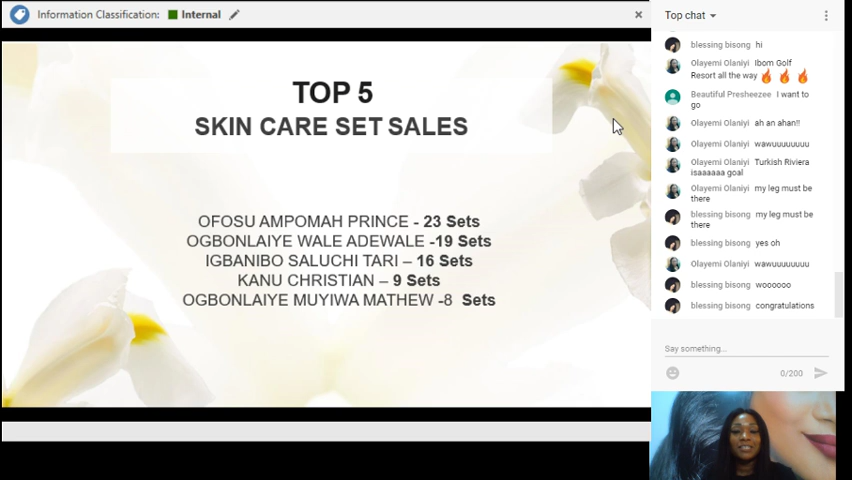 Information Classification: Internal
TOP 5
SKIN CARE SET SALES
OFOSU AMPOMAH PRINCE - 23 Sets
OGBONLAIYE WALE ADEWALE -19 Sets
IGBANIBO SALUCHI TARI – 16 Sets
KANU CHRISTIAN – 9 Sets
OGBONLAIYE MUYIWA MATHEW -8 Sets
Top chat
blessing bisong hi
Olayemi Olaniyi Ibom Golf
Resort all the way 🔥 🔥 🔥
Beautiful Presheezee I want to
go
Olayemi Olaniyi ah an ahan!!
Olayemi Olaniyi wawuuuuuuuu
Olayemi Olaniyi Turkish Riviera
isaaaaaa goal
Olayemi Olaniyi my leg must be
there
blessing bisong my leg must be
there
blessing bisong yes oh
Olayemi Olaniyi wawuuuuuuuu
blessing bisong woooooo
blessing bisong congratulations
Say something...
0/200